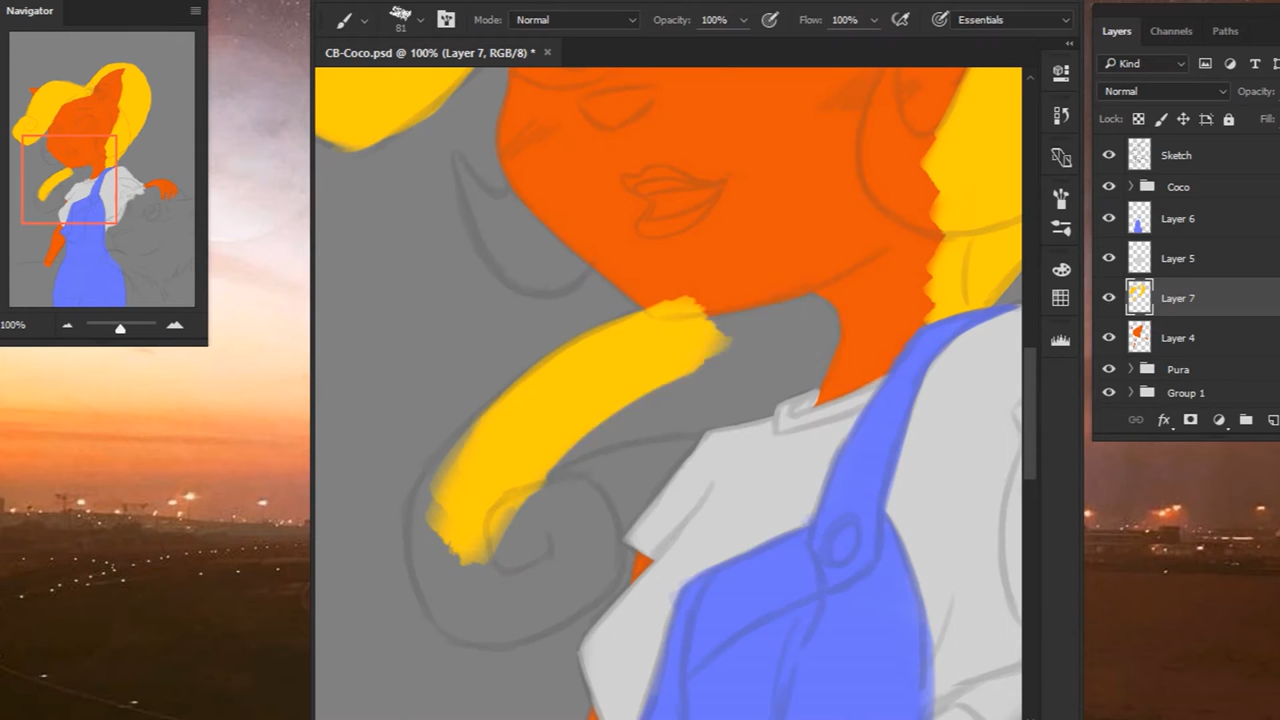 Navigator
100%
81
Mode: Normal
Opacity: 100%
Flow: 100%
Essentials
CB-Coco.psd @ 100% (Layer 7, RGB/8) *
Layers Channels Paths
Kind
Normal
Opacity:
Lock:
Fill:
Sketch
Coco
Layer 6
Layer 5
Layer 7
Layer 4
Pura
Group 1
fx